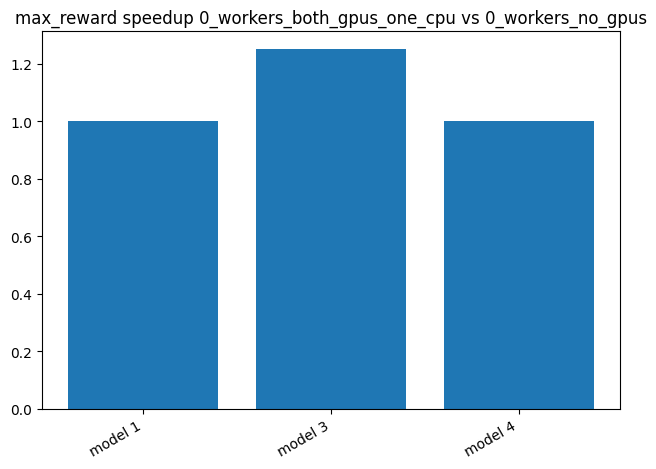 max_reward speedup 0_workers_both_gpus_one_cpu vs 0_workers_no_gpus
1.2
1.0
0.8
0.6
0.4
0.2
0.0
model 1
model 3
model 4